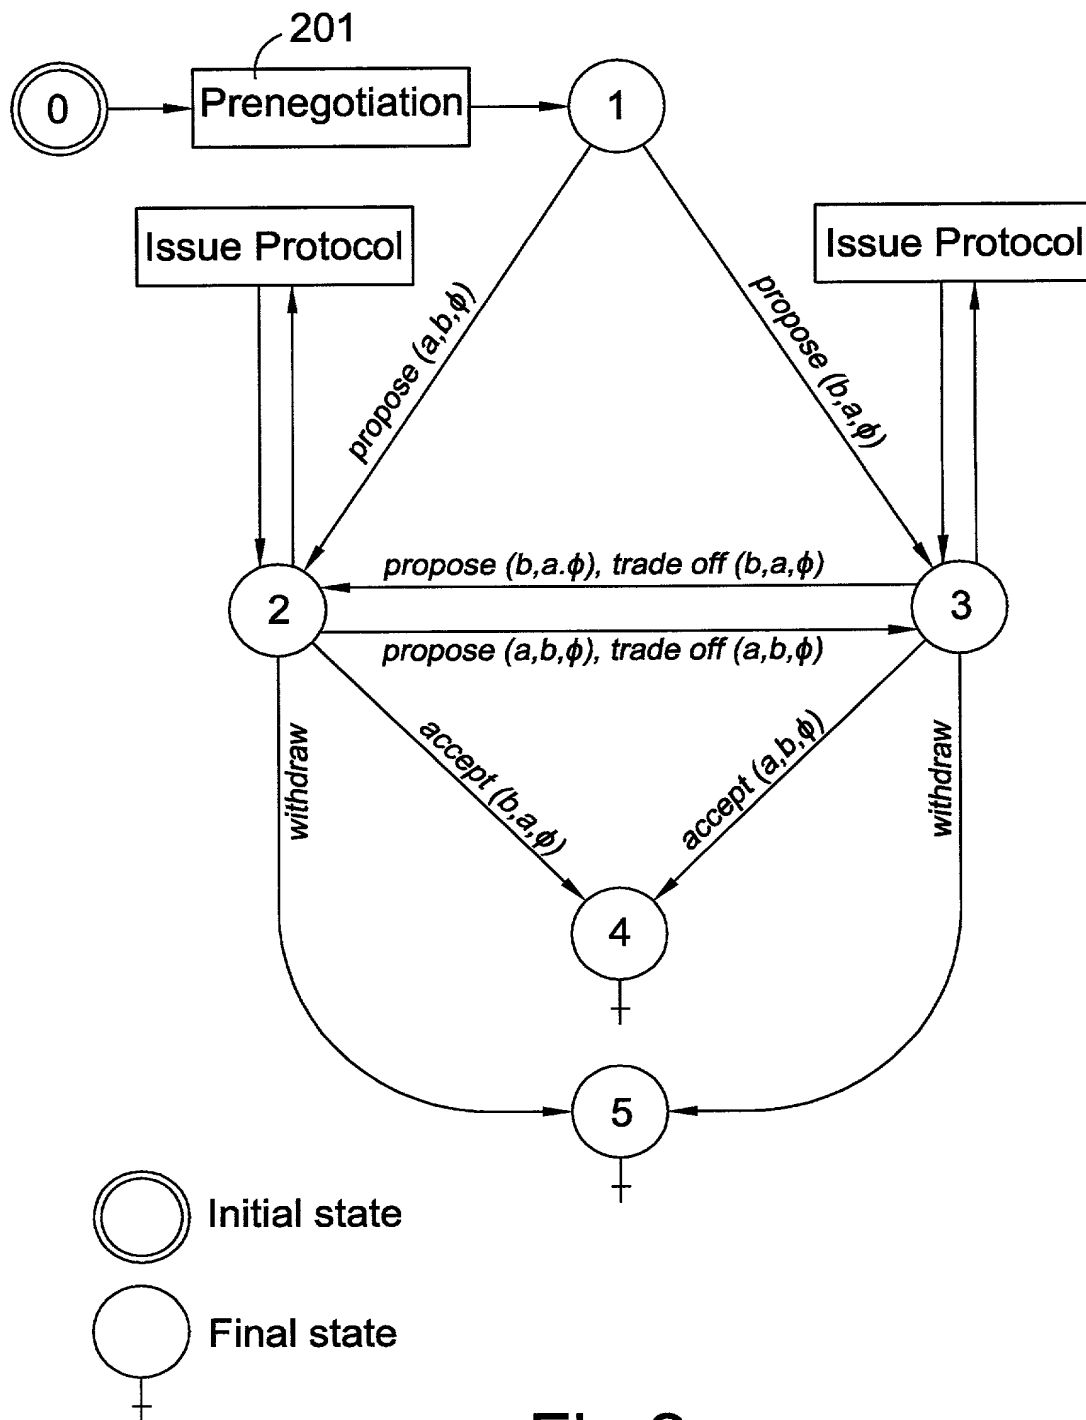 201
0
Prenegotiation
1
Issue Protocol
Issue Protocol
propose (a,b,ϕ)
propose (b,a,ϕ)
propose (b,a.ϕ), trade off (b,a,ϕ)
2
3
propose (a,b,ϕ), trade off (a,b,ϕ)
withdraw
accept (b,a,ϕ)
accept (a,b,ϕ)
withdraw
4
5
Initial state
Final state